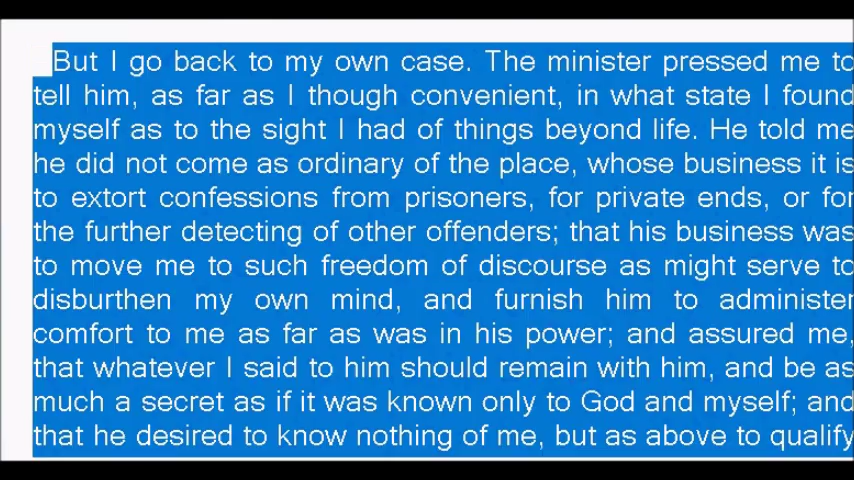 But I go back to my own case. The minister pressed me to
tell him, as far as I though convenient, in what state I found
myself as to the sight I had of things beyond life. He told me
he did not come as ordinary of the place, whose business it is
to extort confessions from prisoners, for private ends, or for
the further detecting of other offenders; that his business was
to move me to such freedom of discourse as might serve to
disburthen my own mind, and furnish him to administer
comfort to me as far as was in his power; and assured me,
that whatever I said to him should remain with him, and be as
much a secret as if it was known only to God and myself; and
that he desired to know nothing of me, but as above to qualify